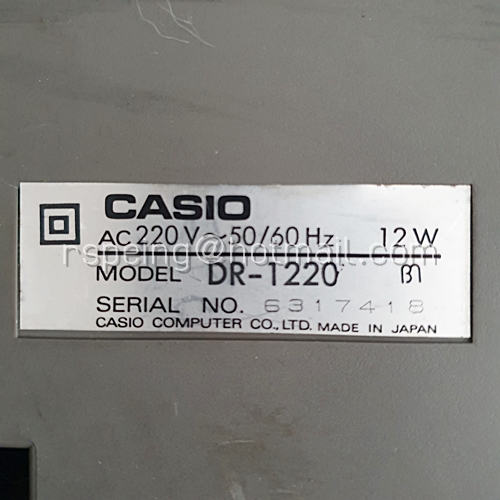 CASIO
AC 220 V ~ 50/60 Hz 12 W
MODEL DR-1220
SERIAL NO. 6317418
CASIO COMPUTER CO., LTD. MADE IN JAPAN
rspeing@hotmail.com